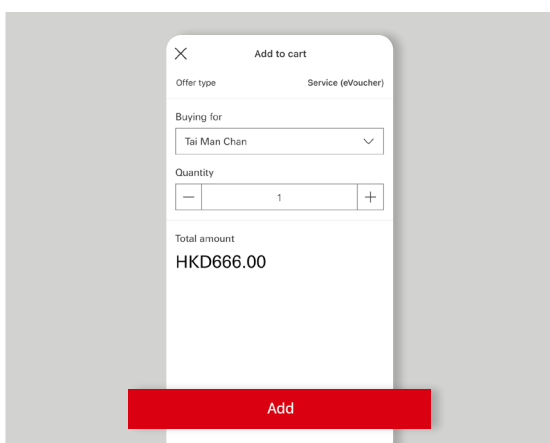 Add to cart
Offer type Service (eVoucher)
Buying for
Tai Man Chan
Quantity
1
Total amount
HKD666.00
Add